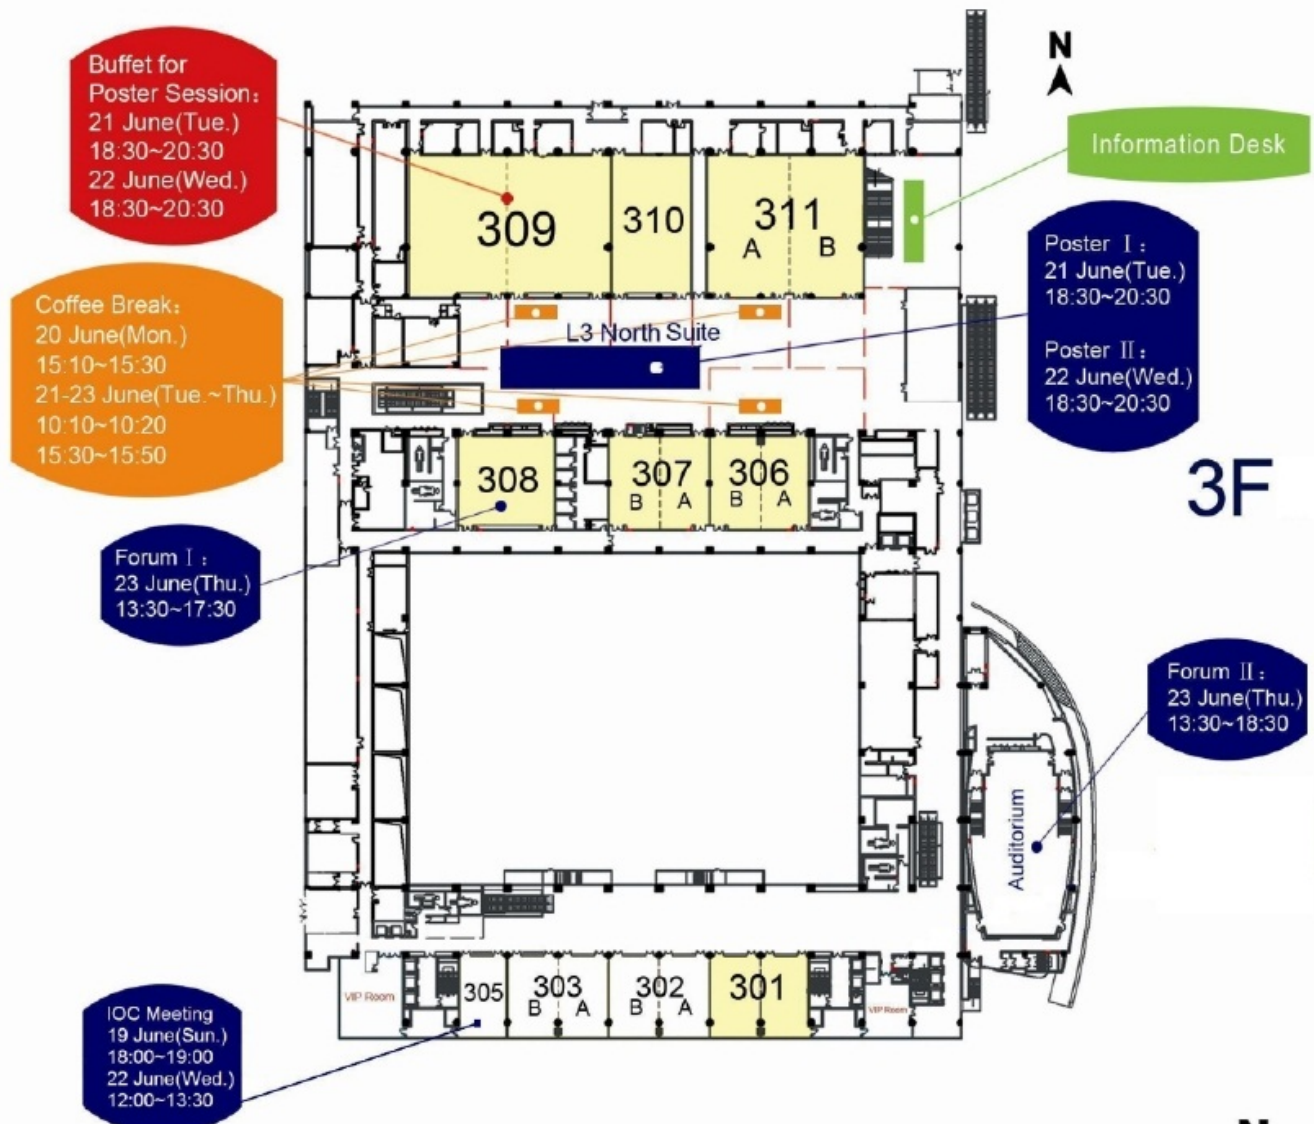 Buffet for
Poster Session:
21 June(Tue.)
18:30~20:30
22 June(Wed.)
18:30~20:30
N
Information Desk
309
310
311
A
B
Poster Ⅰ:
21 June(Tue.)
18:30~20:30
Poster Ⅱ:
22 June(Wed.)
18:30~20:30
Coffee Break:
20 June(Mon.)
15:10~15:30
21-23 June(Tue.~Thu.)
10:10~10:20
15:30~15:50
L3 North Suite
308
307
B A
306
B A
3F
Forum Ⅰ:
23 June(Thu.)
13:30~17:30
Forum Ⅱ:
23 June(Thu.)
13:30~18:30
Auditorium
VIP Room
305
303
B A
302
B A
301
VIP Room
IOC Meeting
19 June(Sun.)
18:00~19:00
22 June(Wed.)
12:00~13:30